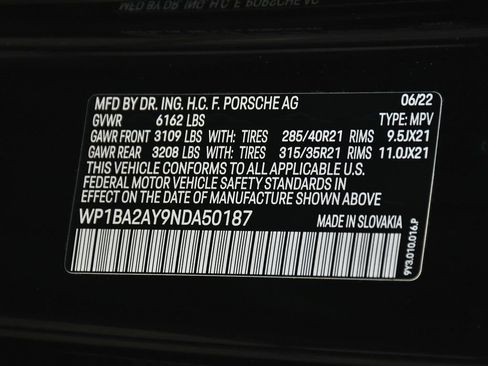 MFD BY DR. ING. H.C. F. PORSCHE AG 06/22
GVWR 6162 LBS TYPE: MPV
GAWR FRONT 3109 LBS WITH: TIRES 285/40R21 RIMS 9.5JX21
GAWR REAR 3208 LBS WITH: TIRES 315/35R21 RIMS 11.0JX21
THIS VEHICLE CONFORMS TO ALL APPLICABLE U.S.
FEDERAL MOTOR VEHICLE SAFETY STANDARDS IN
EFFECT ON THE DATE OF MANUFACTURE SHOWN ABOVE
WP1BA2AY9NDA50187 MADE IN SLOVAKIA
9Y3.010.016.P